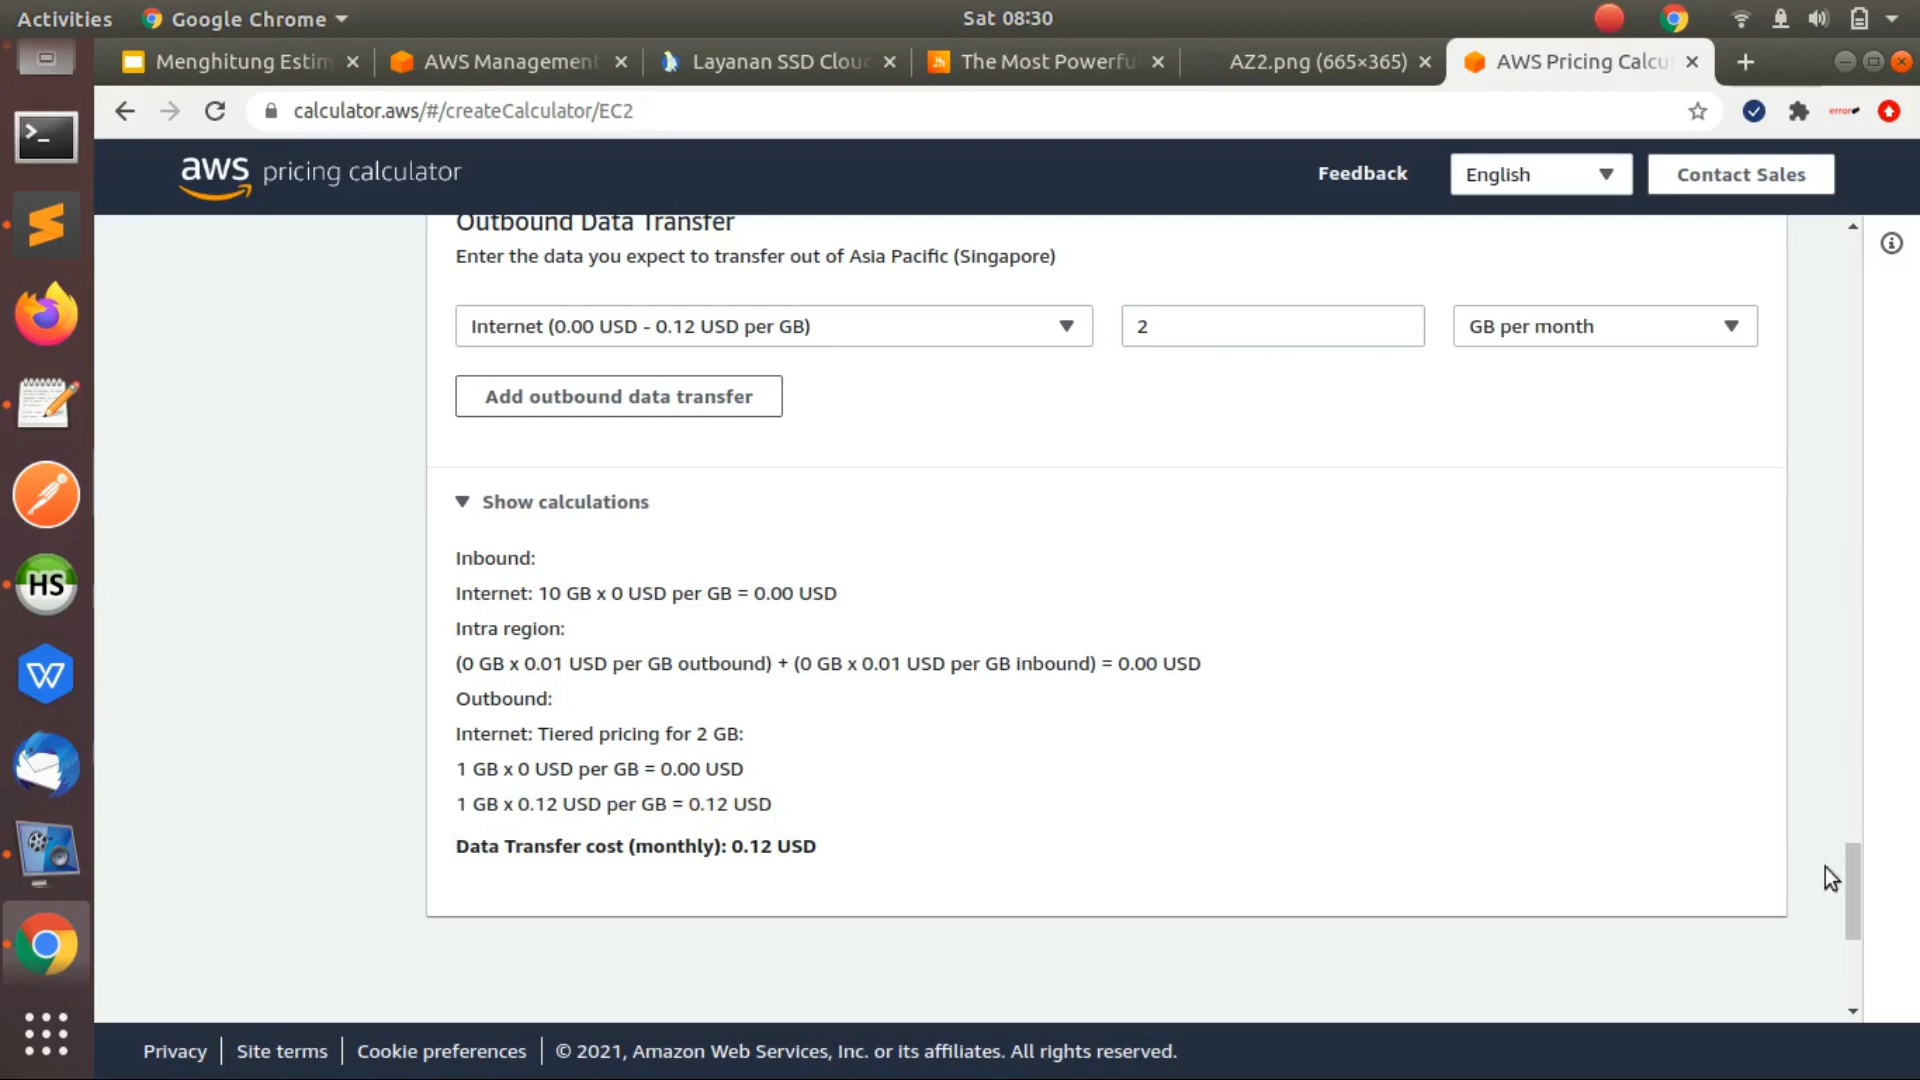 Activities
Google Chrome
Sat 08:30
Menghitung Estim
AWS Management
Layanan SSD Clou
The Most Powerfu
AZ2.png (665×365)
AWS Pricing Calcu
calculator.aws/#/createCalculator/EC2
error
aws pricing calculator
Feedback
English
Contact Sales
Outbound Data Transfer
Enter the data you expect to transfer out of Asia Pacific (Singapore)
Internet (0.00 USD - 0.12 USD per GB)
2
GB per month
Add outbound data transfer
Show calculations
Inbound:
Internet: 10 GB x 0 USD per GB = 0.00 USD
Intra region:
(0 GB x 0.01 USD per GB outbound) + (0 GB x 0.01 USD per GB inbound) = 0.00 USD
Outbound:
Internet: Tiered pricing for 2 GB:
1 GB x 0 USD per GB = 0.00 USD
1 GB x 0.12 USD per GB = 0.12 USD
Data Transfer cost (monthly): 0.12 USD
HS
W
Privacy
Site terms
Cookie preferences
© 2021, Amazon Web Services, Inc. or its affiliates. All rights reserved.